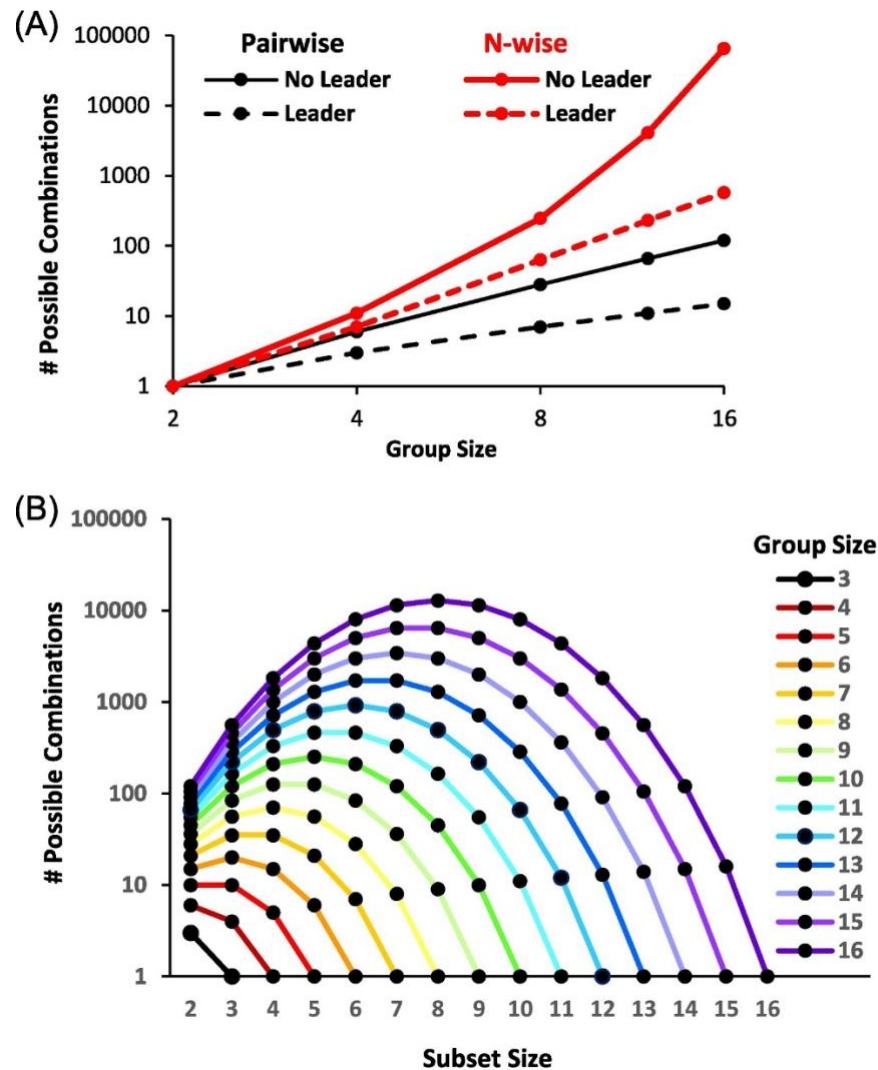 (A)
100000
10000
1000
100
10
1
# Possible Combinations
Pairwise
No Leader
Leader
N-wise
No Leader
Leader
2 4 8 16
Group Size
(B)
100000
10000
1000
100
10
1
# Possible Combinations
Group Size
3
4
5
6
7
8
9
10
11
12
13
14
15
16
2 3 4 5 6 7 8 9 10 11 12 13 14 15 16
Subset Size